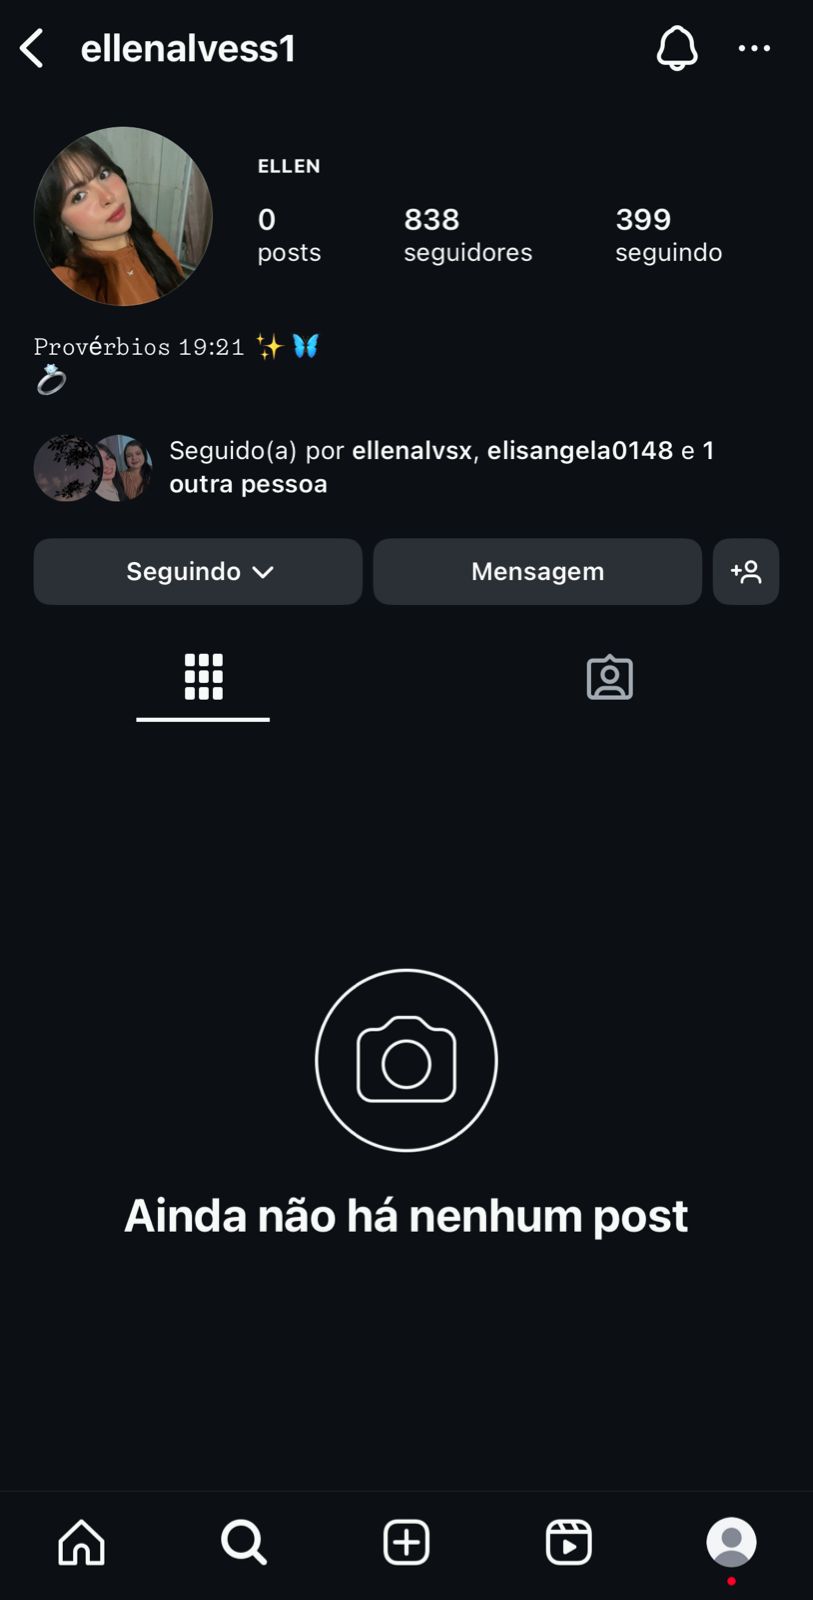 ellenalvess1
ELLEN
0 838 399
posts seguidores seguindo
Provérbios 19:21 ✨🦋
💍
Seguido(a) por ellenalvsx, elisangela0148 e 1
outra pessoa
Seguindo Mensagem
Ainda não há nenhum post